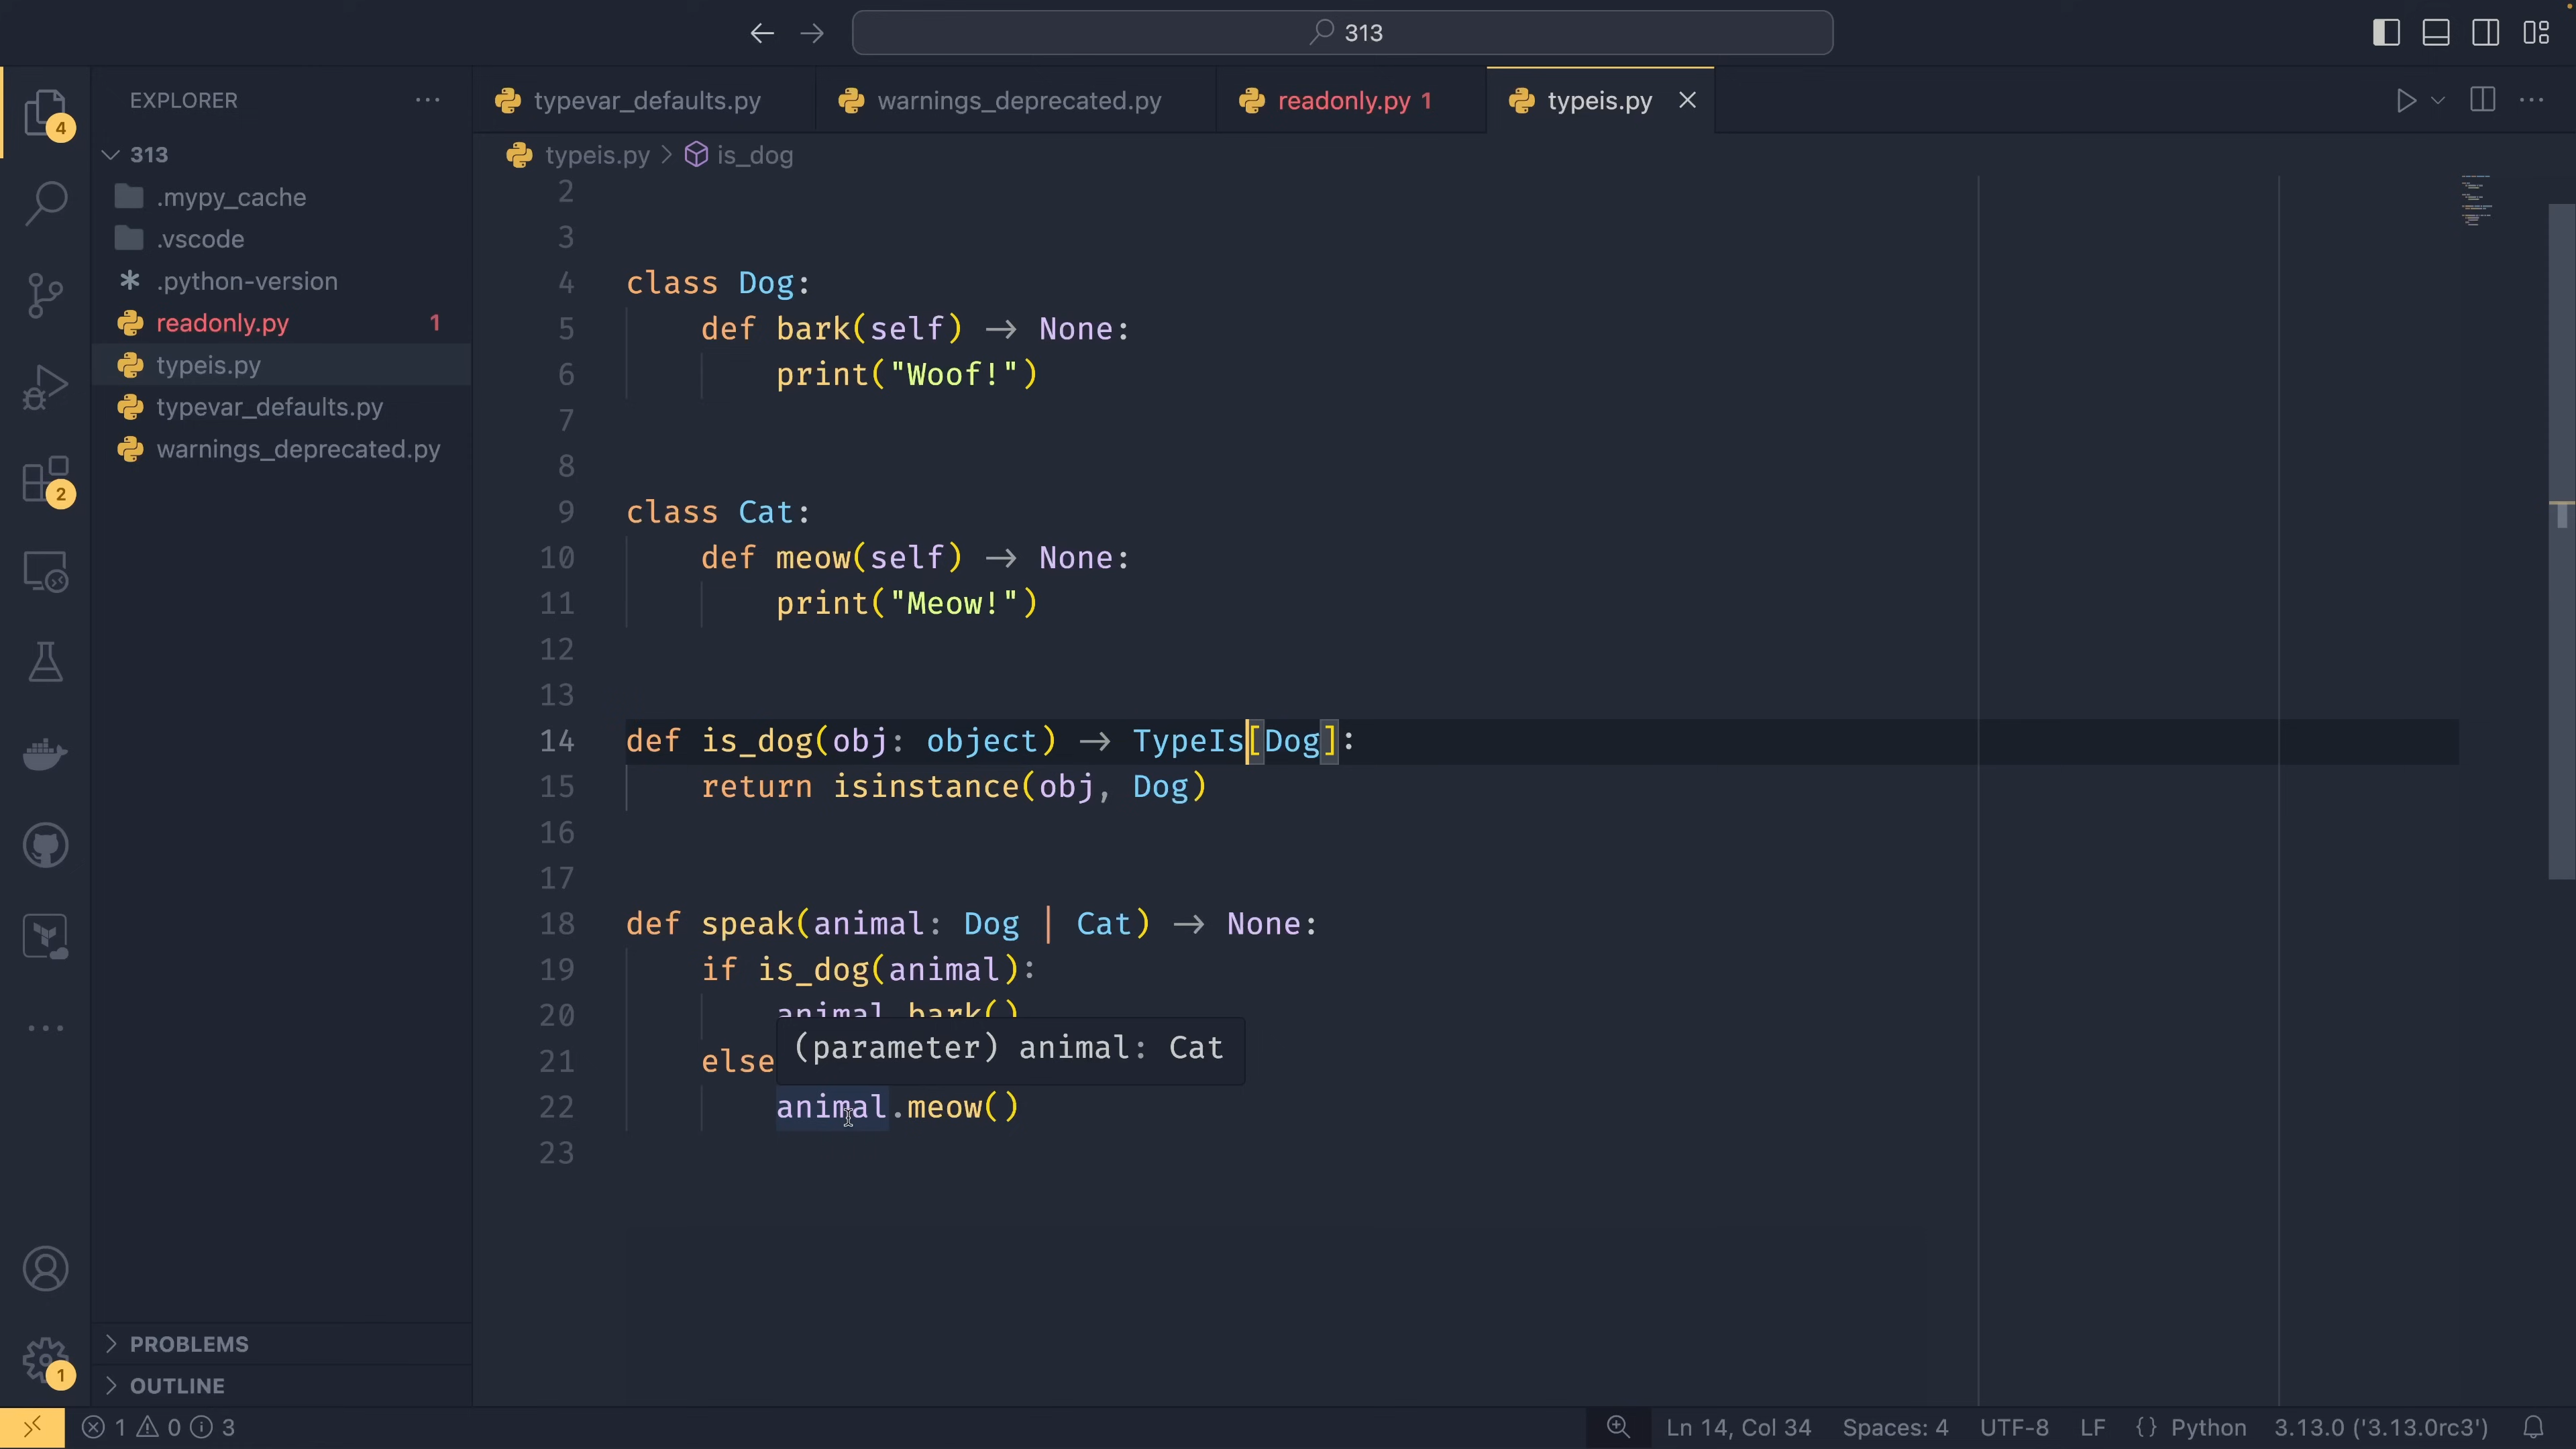 313
EXPLORER
typevar_defaults.py
warnings_deprecated.py
readonly.py 1
typeis.py
4
313
typeis.py > is_dog
.mypy_cache
.vscode
.python-version
readonly.py 1
typeis.py
typevar_defaults.py
warnings_deprecated.py
2
2
3
4 class Dog:
5 def bark(self) → None:
6 print("Woof!")
7
8
9 class Cat:
10 def meow(self) → None:
11 print("Meow!")
12
13
14 def is_dog(obj: object) → TypeIs[Dog]:
15 return isinstance(obj, Dog)
16
17
18 def speak(animal: Dog | Cat) → None:
19 if is_dog(animal):
20 animal.bark()
(parameter) animal: Cat
21 else
22 animal.meow()
23
PROBLEMS
1
OUTLINE
1 0 3
Ln 14, Col 34 Spaces: 4 UTF-8 LF {} Python 3.13.0 ('3.13.0rc3')